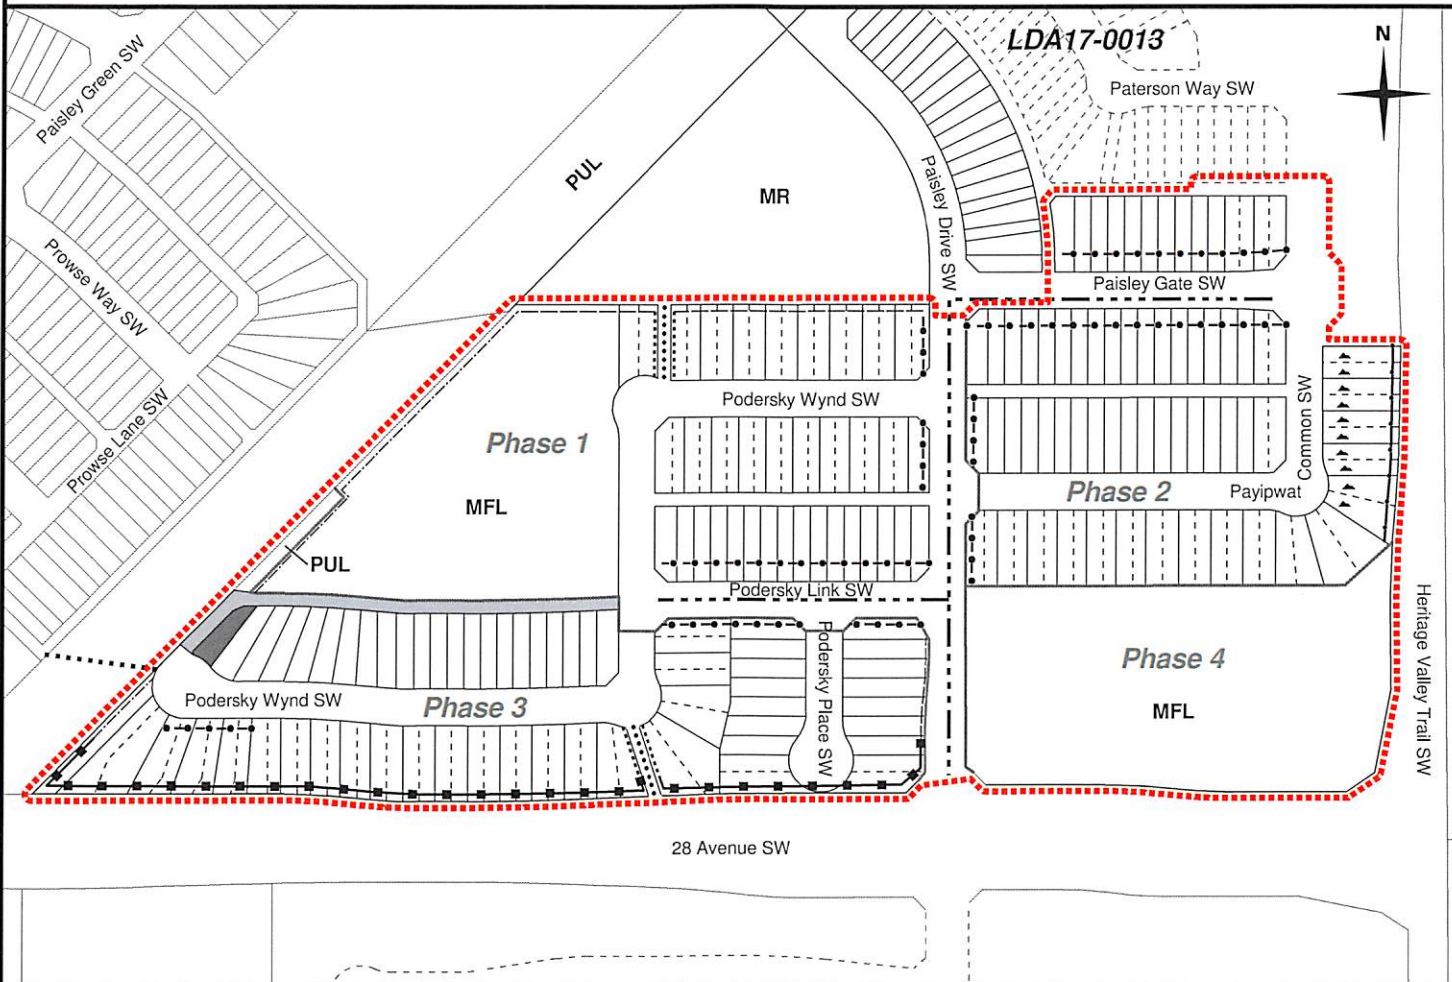 LDA17-0013
N
Paisley Green SW
Paterson Way SW
PUL
MR
Paisley Drive SW
Prowse Way SW
Paisley Gate SW
Prowse Lane SW
Podersky Wynd SW
Common SW
Phase 1
Phase 2
Payipwat
MFL
PUL
Podersky Link SW
Heritage Valley Trail SW
Podersky Place SW
Phase 4
Podersky Wynd SW
Phase 3
MFL
28 Avenue SW